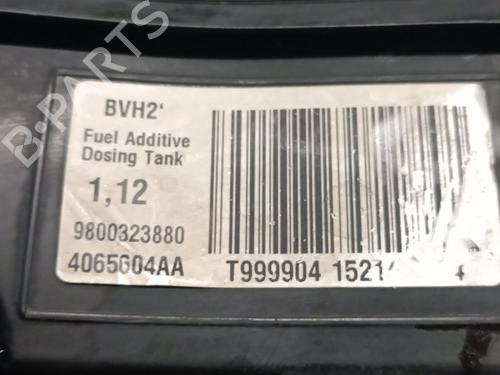 B-PARTS
BVH2'
Fuel Additive
Dosing Tank
1,12
9800323880
4065604AA
T999904 1521